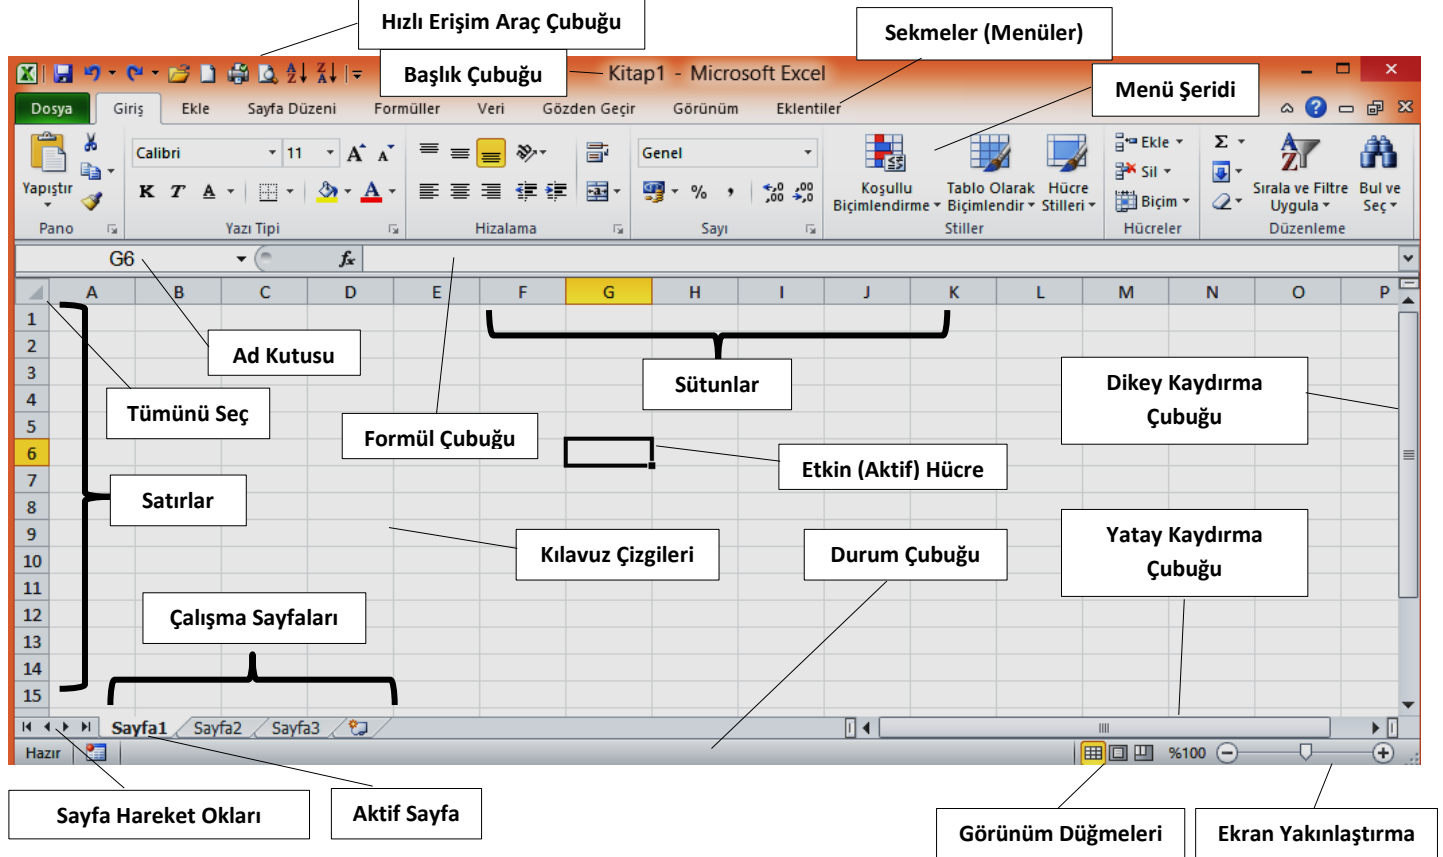 Hızlı Erişim Araç Çubuğu
Sekmeler (Menüler)
Başlık Çubuğu
Kitap1 - Microsoft Excel
Menü Şeridi
Dosya Giriş Ekle Sayfa Düzeni Formüller Veri Gözden Geçir Görünüm Eklentiler
Yapıştır
Pano
Calibri 11 A A
K T A A
Yazı Tipi
Hizalama
Genel
% , ,0 ,00 ,00 ,0
Sayı
Koşullu Biçimlendirme
Tablo Olarak Biçimlendir
Hücre Stilleri
Stiller
Ekle
Sil
Biçim
Hücreler
Σ
Sırala ve Filtre Uygula
Bul ve Seç
Düzenleme
G6 fx
A B C D E F G H I J K L M N O P
1
2
3
4
5
6
7
8
9
10
11
12
13
14
15
Ad Kutusu
Sütunlar
Dikey Kaydırma
Çubuğu
Tümünü Seç
Formül Çubuğu
Etkin (Aktif) Hücre
Satırlar
Kılavuz Çizgileri
Durum Çubuğu
Yatay Kaydırma
Çubuğu
Çalışma Sayfaları
Sayfa1 Sayfa2 Sayfa3
Hazır
%100
Sayfa Hareket Okları
Aktif Sayfa
Görünüm Düğmeleri
Ekran Yakınlaştırma